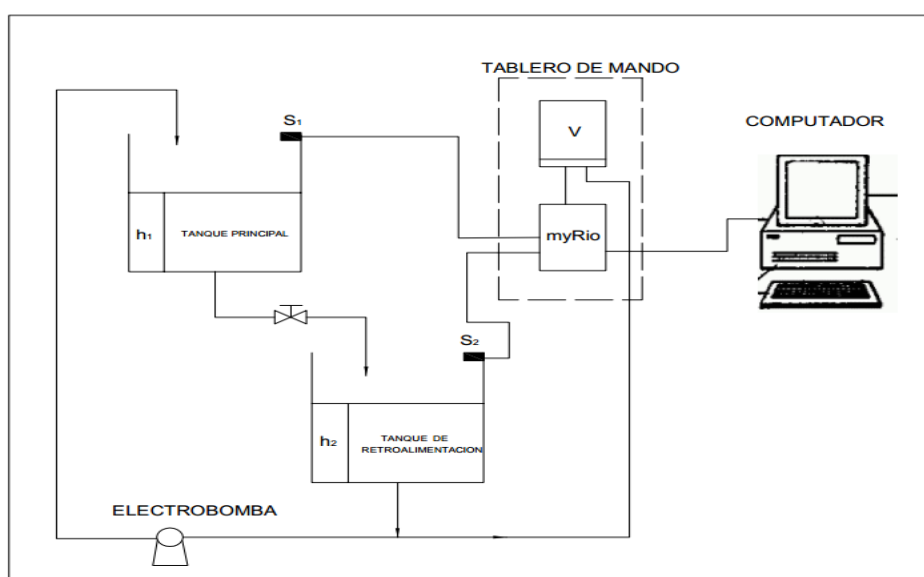 TABLERO DE MANDO
S1
V
COMPUTADOR
h1
TANQUE PRINCIPAL
myRio
S2
h2
TANQUE DE
RETROALIMENTACION
ELECTROBOMBA